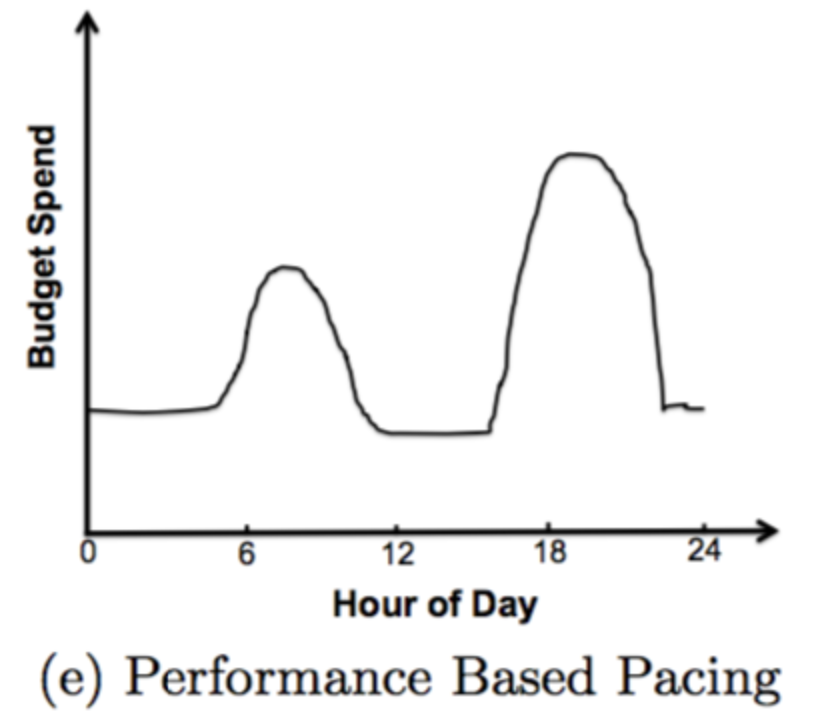 Budget Spend
0 6 12 18 24
Hour of Day
(e) Performance Based Pacing